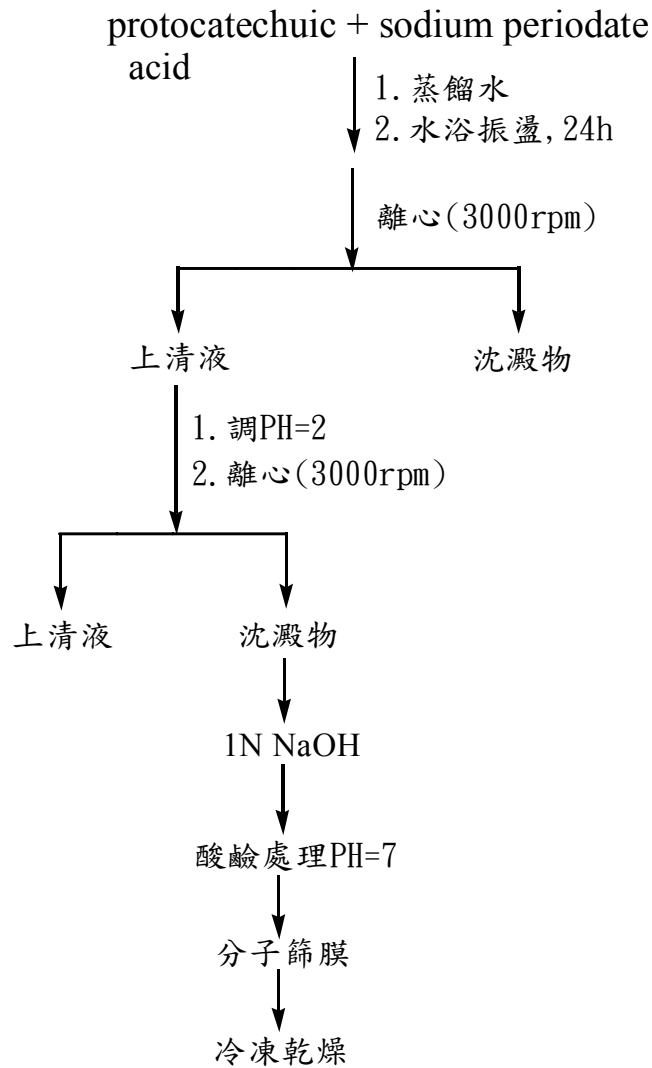 protocatechuic + sodium periodate
acid
1. 蒸餾水
2. 水浴振盪, 24h
離心(3000rpm)
上清液
沈澱物
1. 調PH=2
2. 離心(3000rpm)
上清液
沈澱物
1N NaOH
酸鹼處理PH=7
分子篩膜
冷凍乾燥